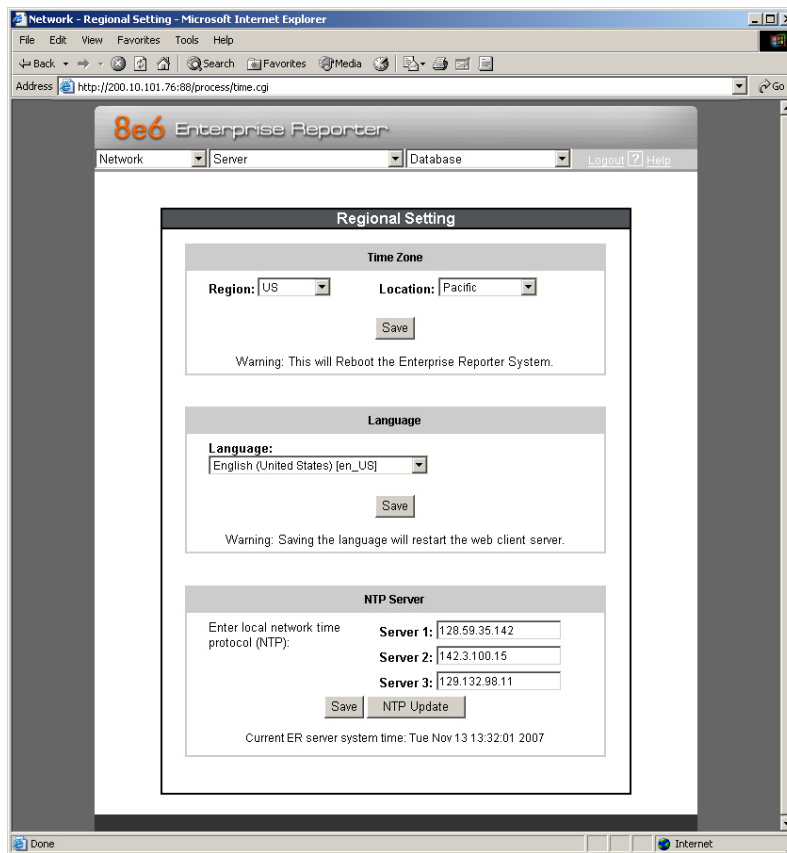 Network - Regional Setting - Microsoft Internet Explorer
File Edit View Favorites Tools Help
Back Search Favorites Media
Address http://200.10.101.76:88/process/time.cgi Go
8e6 Enterprise Reporter
Network Server Database Logout ? Help
Regional Setting
Time Zone
Region: US Location: Pacific
Save
Warning: This will Reboot the Enterprise Reporter System.
Language
Language:
English (United States) [en_US]
Save
Warning: Saving the language will restart the web client server.
NTP Server
Enter local network time
protocol (NTP):
Server 1: 128.59.35.142
Server 2: 142.3.100.15
Server 3: 129.132.98.11
Save NTP Update
Current ER server system time: Tue Nov 13 13:32:01 2007
Done Internet